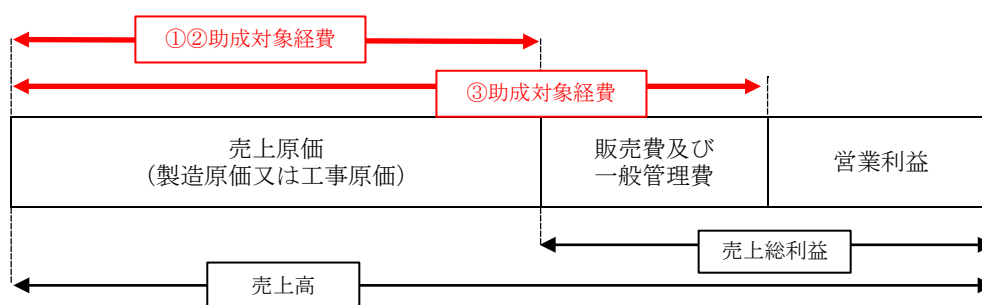 ①②助成対象経費
③助成対象経費
売上原価
（製造原価又は工事原価）
販売費及び
一般管理費
営業利益
売上総利益
売上高